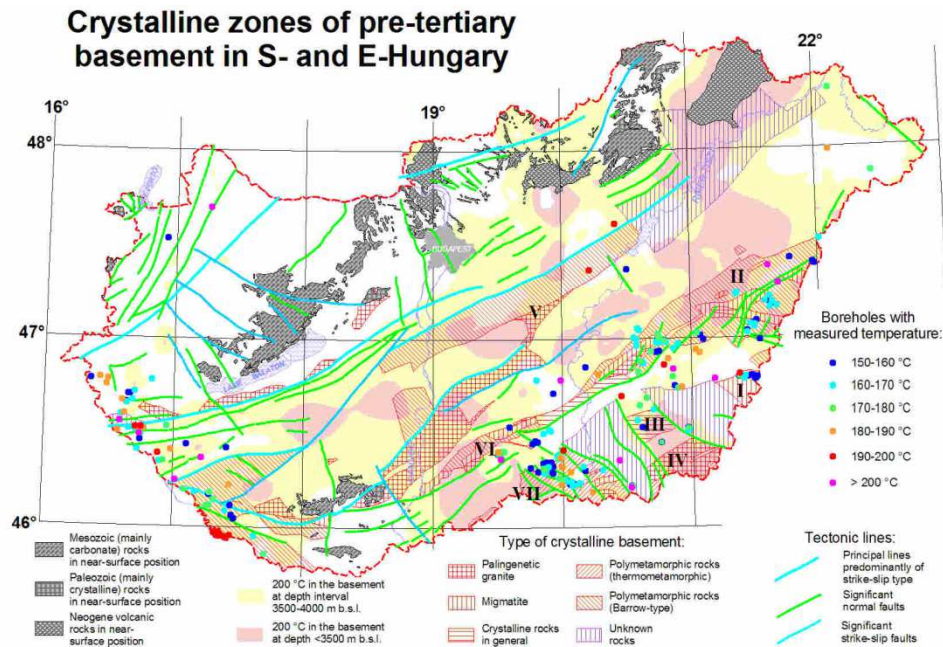 Crystalline zones of pre-tertiary
basement in S- and E-Hungary
16°
19°
22°
48°
47°
46°
BUDAPEST
LAKE BALATON
V
II
I
III
IV
VI
VII
Boreholes with
measured temperature:
150-160 °C
160-170 °C
170-180 °C
180-190 °C
190-200 °C
> 200 °C
Mesozoic (mainly
carbonate) rocks
in near-surface position
Paleozoic (mainly
crystalline) rocks
in near-surface position
Neogene volcanic
rocks in near-
surface position
200 °C in the basement
at depth interval
3500-4000 m b.s.l.
200 °C in the basement
at depth <3500 m b.s.l.
Type of crystalline basement:
Palingenetic
granite
Migmatite
Crystalline rocks
in general
Polymetamorphic rocks
(thermometamorphic)
Polymetamorphic rocks
(Barrow-type)
Unknown
rocks
Tectonic lines:
Principal lines
predominantly of
strike-slip type
Significant
normal faults
Significant
strike-slip faults